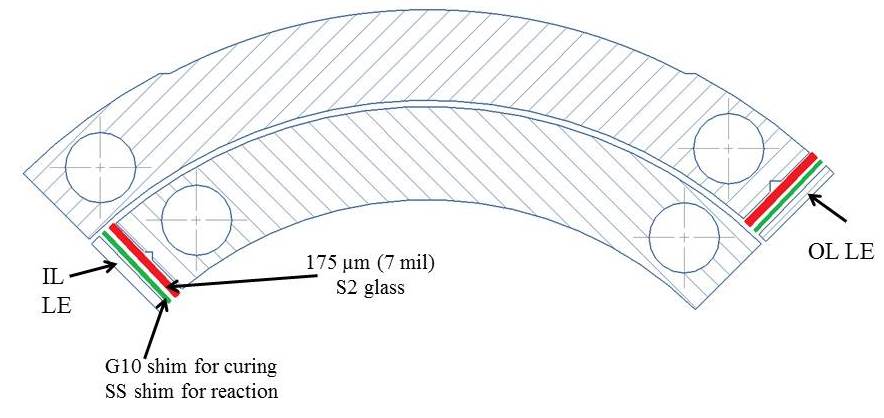 OL LE
175 µm (7 mil)
S2 glass
IL
LE
G10 shim for curing
SS shim for reaction